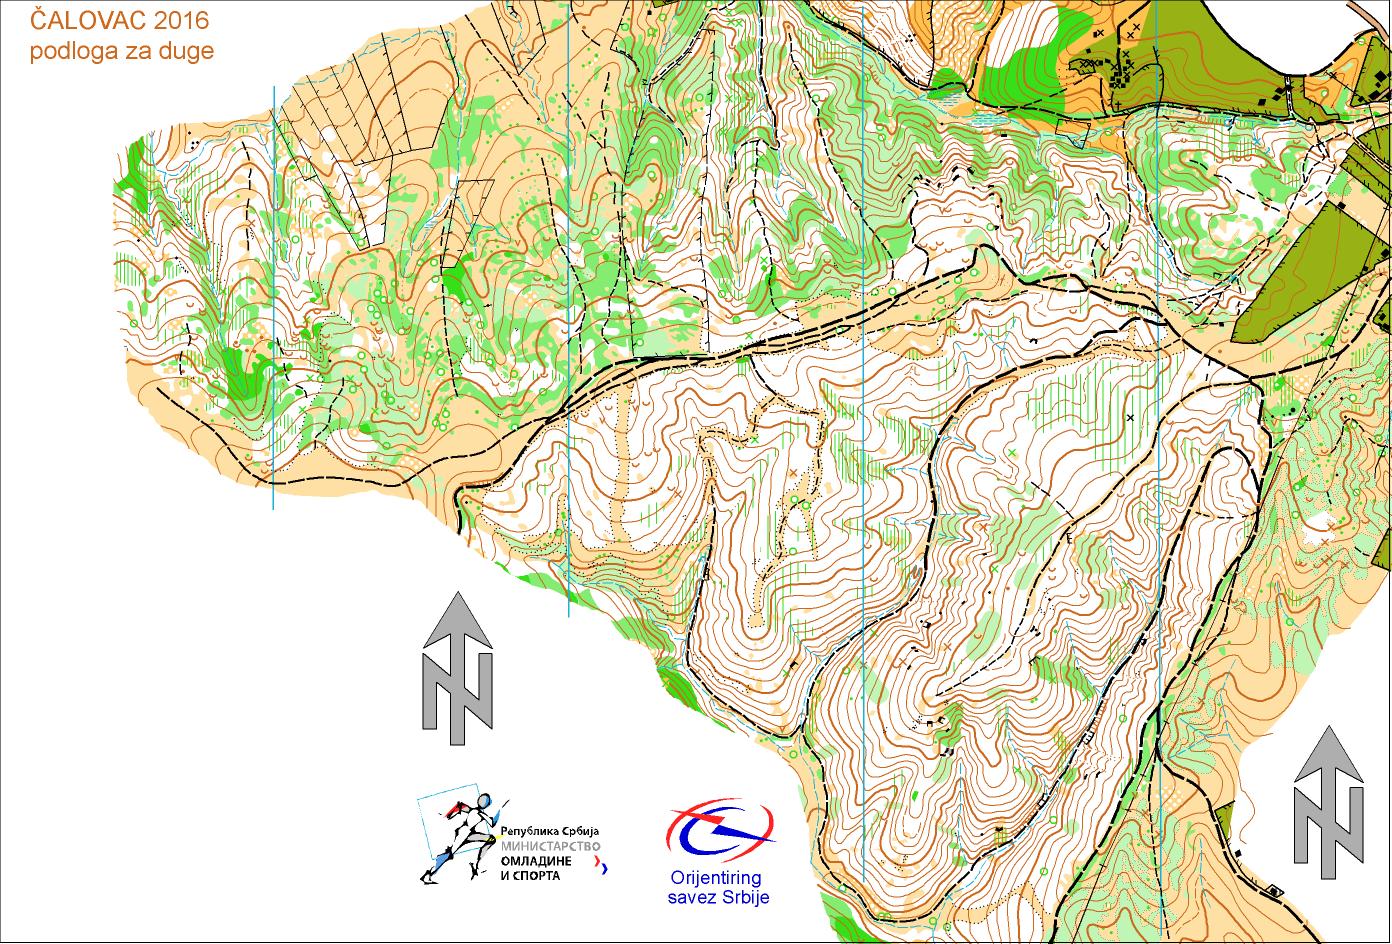 ČALOVAC 2016
podloga za duge
Република Србија
МИНИСТАРСТВО
ОМЛАДИНЕ
И СПОРТА
Orijentiring
savez Srbije